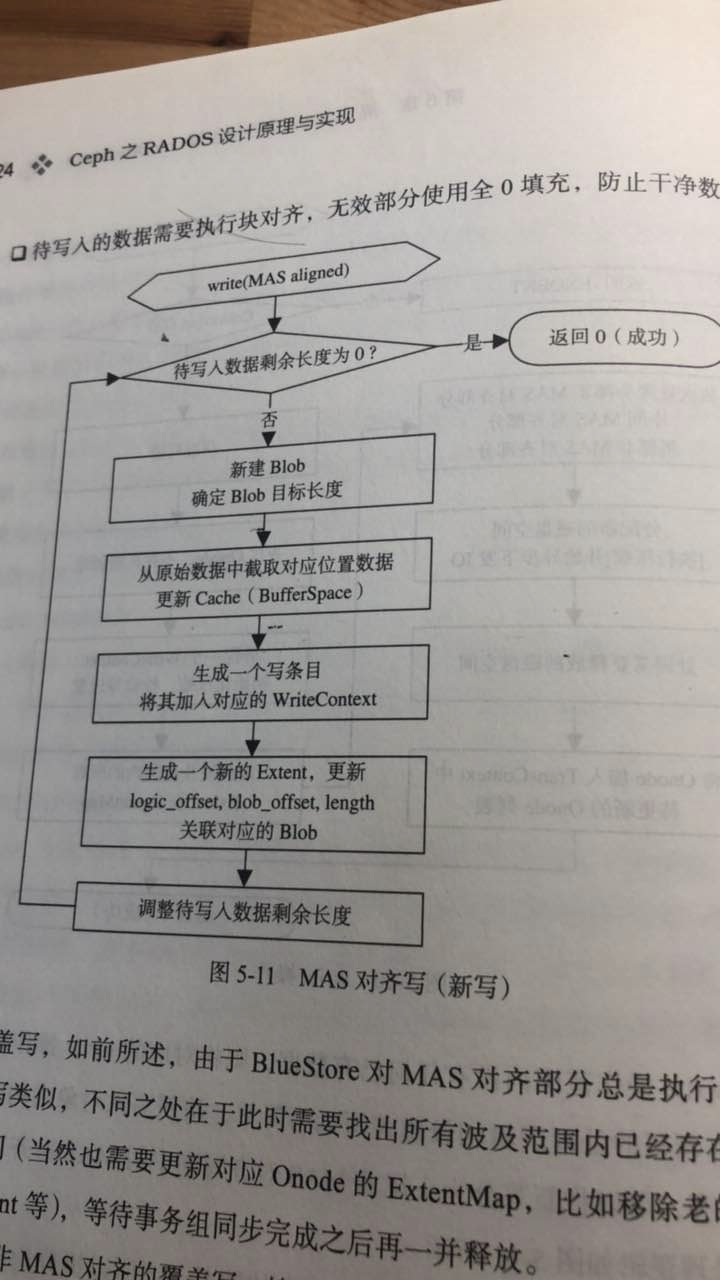 24 ❖ Ceph 之 RADOS 设计原理与实现
❑ 待写入的数据需要执行块对齐，无效部分使用全 0 填充，防止干净数
write(MAS aligned)
待写入数据剩余长度为 0？
是
返回 0（成功）
否
新建 Blob
确定 Blob 目标长度
从原始数据中截取对应位置数据
更新 Cache（BufferSpace）
生成一个写条目
将其加入对应的 WriteContext
生成一个新的 Extent，更新
logic_offset, blob_offset, length
关联对应的 Blob
调整待写入数据剩余长度
图 5-11 MAS 对齐写（新写）
盖写，如前所述，由于 BlueStore 对 MAS 对齐部分总是执行
写类似，不同之处在于此时需要找出所有波及范围内已经存在
（当然也需要更新对应 Onode 的 ExtentMap，比如移除老的
nt 等），等待事务组同步完成之后再一并释放。
非 MAS 对齐的覆盖写